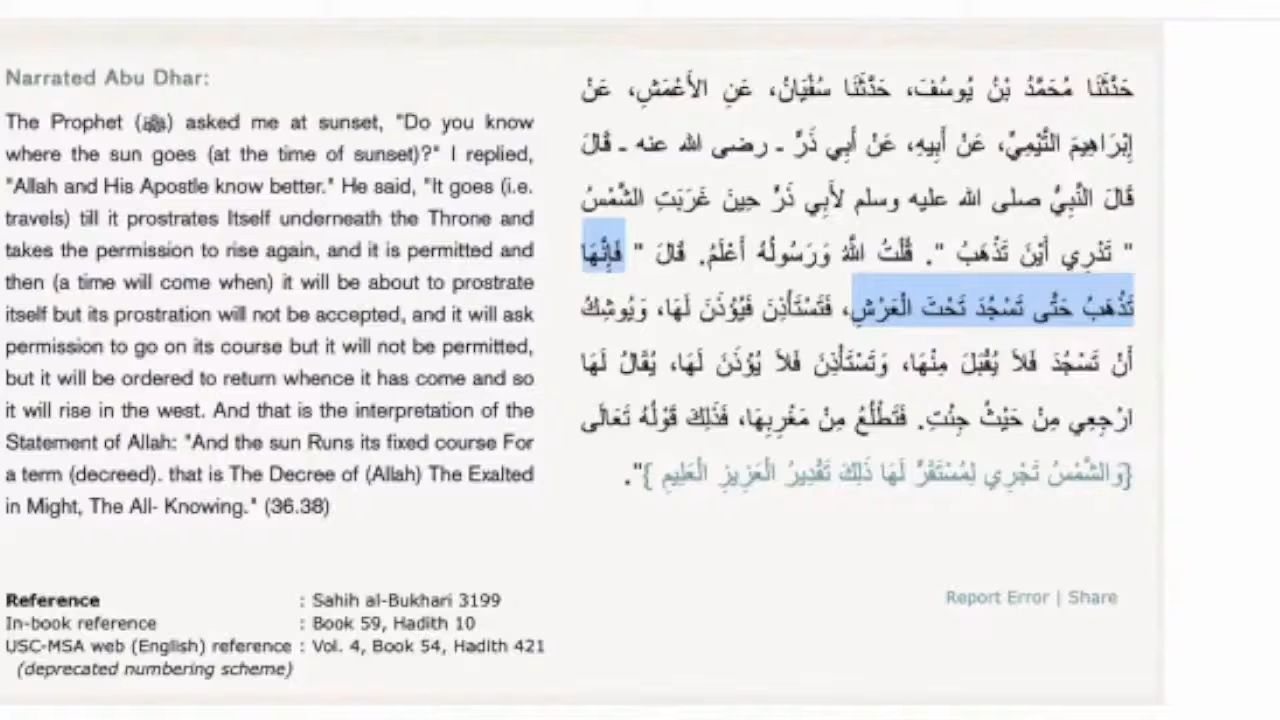 Narrated Abu Dhar:
The Prophet (ﷺ) asked me at sunset, "Do you know
where the sun goes (at the time of sunset)?" I replied,
"Allah and His Apostle know better." He said, "It goes (i.e.
travels) till it prostrates Itself underneath the Throne and
takes the permission to rise again, and it is permitted and
then (a time will come when) it will be about to prostrate
itself but its prostration will not be accepted, and it will ask
permission to go on its course but it will not be permitted,
but it will be ordered to return whence it has come and so
it will rise in the west. And that is the interpretation of the
Statement of Allah: "And the sun Runs its fixed course For
a term (decreed). that is The Decree of (Allah) The Exalted
in Might, The All- Knowing." (36.38)
حَدَّثَنَا مُحَمَّدُ بْنُ يُوسُفَ، حَدَّثَنَا سُفْيَانُ، عَنِ الأَعْمَشِ، عَنْ
إِبْرَاهِيمَ التَّيْمِيِّ، عَنْ أَبِيهِ، عَنْ أَبِي ذَرٍّ ـ رضى الله عنه ـ قَالَ
قَالَ النَّبِيُّ صلى الله عليه وسلم لأَبِي ذَرٍّ حِينَ غَرَبَتِ الشَّمْسُ
" تَدْرِي أَيْنَ تَذْهَبُ ". قُلْتُ اللَّهُ وَرَسُولُهُ أَعْلَمُ. قَالَ " فَإِنَّهَا
تَذْهَبُ حَتَّى تَسْجُدَ تَحْتَ الْعَرْشِ، فَتَسْتَأْذِنَ فَيُؤْذَنَ لَهَا، وَيُوشِكُ
أَنْ تَسْجُدَ فَلاَ يُقْبَلَ مِنْهَا، وَتَسْتَأْذِنَ فَلاَ يُؤْذَنَ لَهَا، يُقَالُ لَهَا
ارْجِعِي مِنْ حَيْثُ جِئْتِ. فَتَطْلُعُ مِنْ مَغْرِبِهَا، فَذَلِكَ قَوْلُهُ تَعَالَى
{وَالشَّمْسُ تَجْرِي لِمُسْتَقَرٍّ لَهَا ذَلِكَ تَقْدِيرُ الْعَزِيزِ الْعَلِيمِ }".
Reference : Sahih al-Bukhari 3199
In-book reference : Book 59, Hadith 10
USC-MSA web (English) reference : Vol. 4, Book 54, Hadith 421
(deprecated numbering scheme)
Report Error | Share